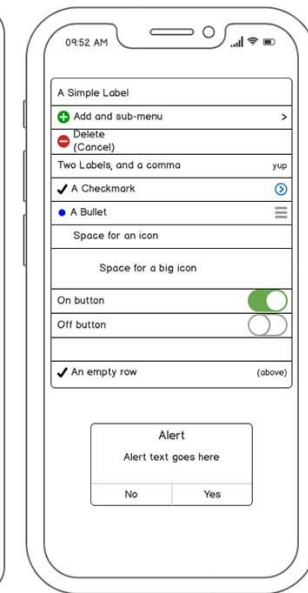 09:52 AM
A Simple Label
Add and sub-menu
Delete
(Cancel)
Two Labels, and a comma yup
A Checkmark
A Bullet
Space for an icon
Space for a big icon
On button
Off button
An empty row (above)
Alert
Alert text goes here
No Yes